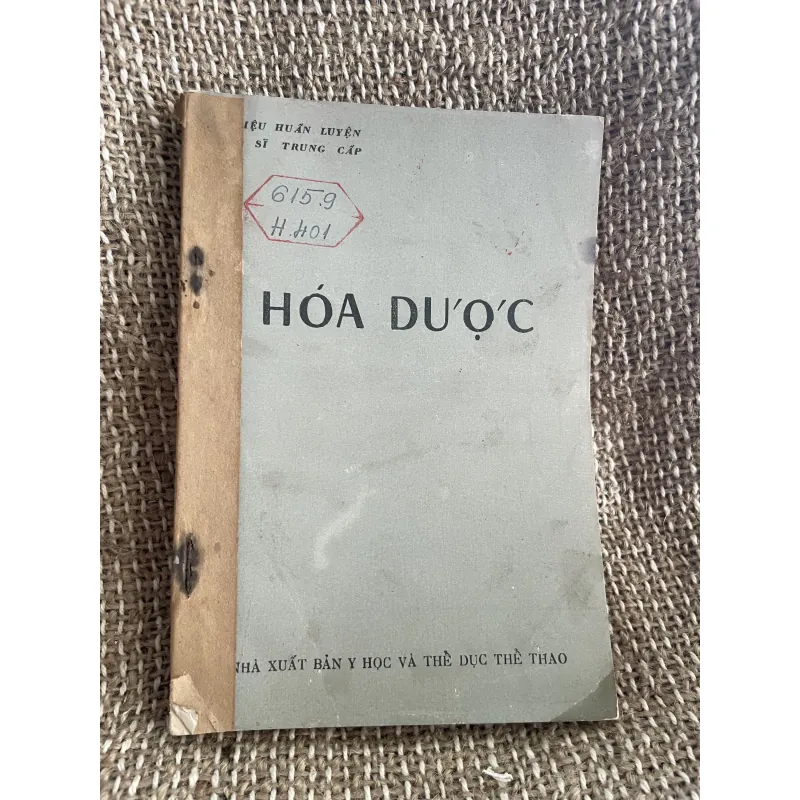 IỆU HUẤN LUYỆN
SĨ TRUNG CẤP
615.9
H.401
HÓA DƯỢC
NHÀ XUẤT BẢN Y HỌC VÀ THỂ DỤC THỂ THAO